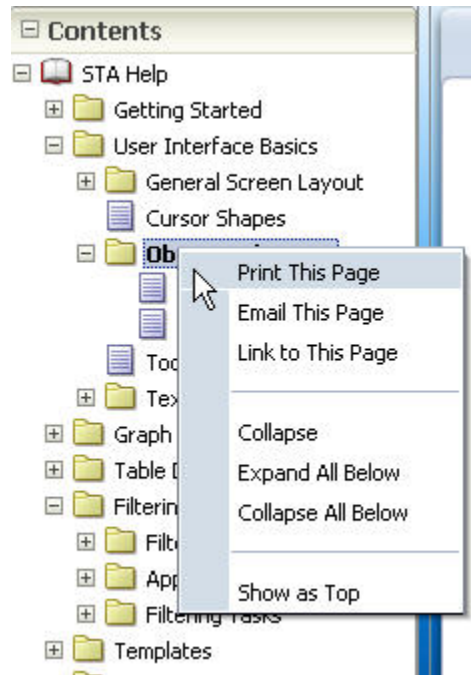 Contents
STA Help
Getting Started
User Interface Basics
General Screen Layout
Cursor Shapes
Print This Page
Email This Page
Link to This Page
Graph
Collapse
Table
Expand All Below
Collapse All Below
Show as Top
Filtering Tasks
Templates